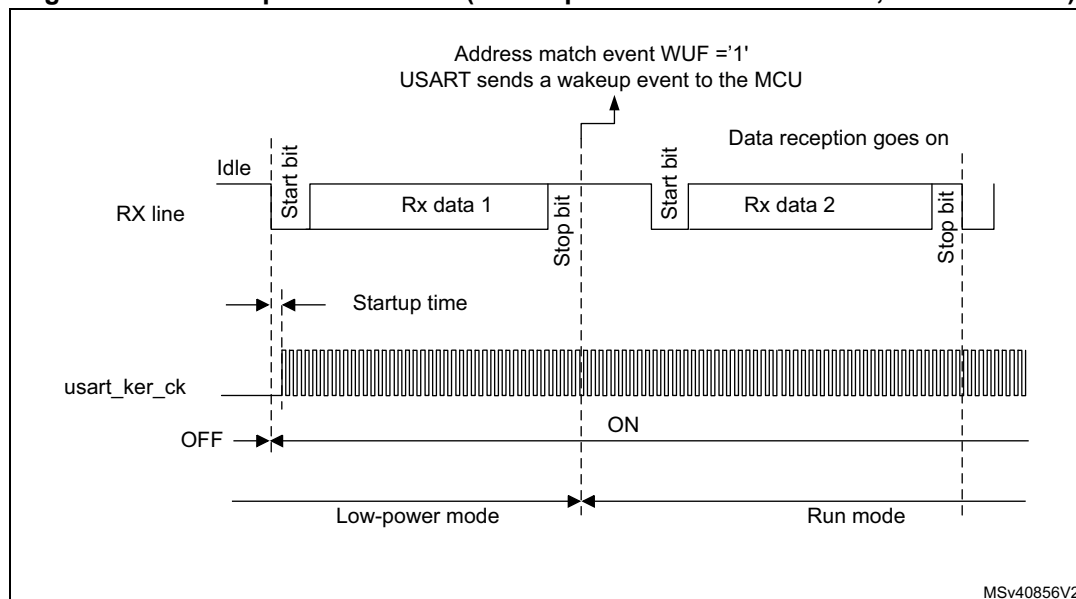 Address match event WUF ='1'
USART sends a wakeup event to the MCU
Data reception goes on
Idle
Start bit
Start bit
RX line
Rx data 1
Rx data 2
Stop bit
Stop bit
Startup time
usart_ker_ck
OFF
ON
Low-power mode
Run mode
MSv40856V2